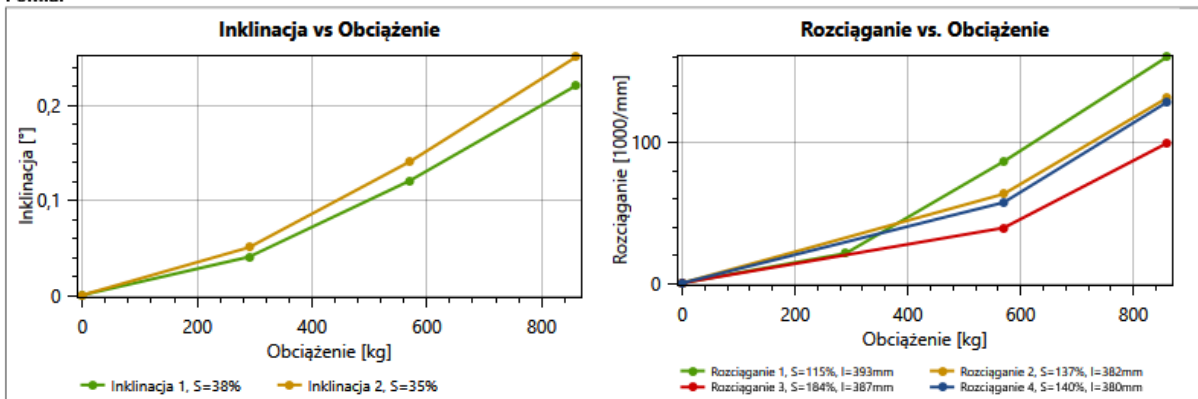 Inklinacja vs Obciążenie
Inklinacja [°]
0,2
0,1
0
0 200 400 600 800
Obciążenie [kg]
Inklinacja 1, S=38% Inklinacja 2, S=35%
Rozciąganie vs. Obciążenie
Rozciąganie [1000/mm]
100
0
0 200 400 600 800
Obciążenie [kg]
Rozciąganie 1, S=115%, l=393mm Rozciąganie 2, S=137%, l=382mm
Rozciąganie 3, S=184%, l=387mm Rozciąganie 4, S=140%, l=380mm